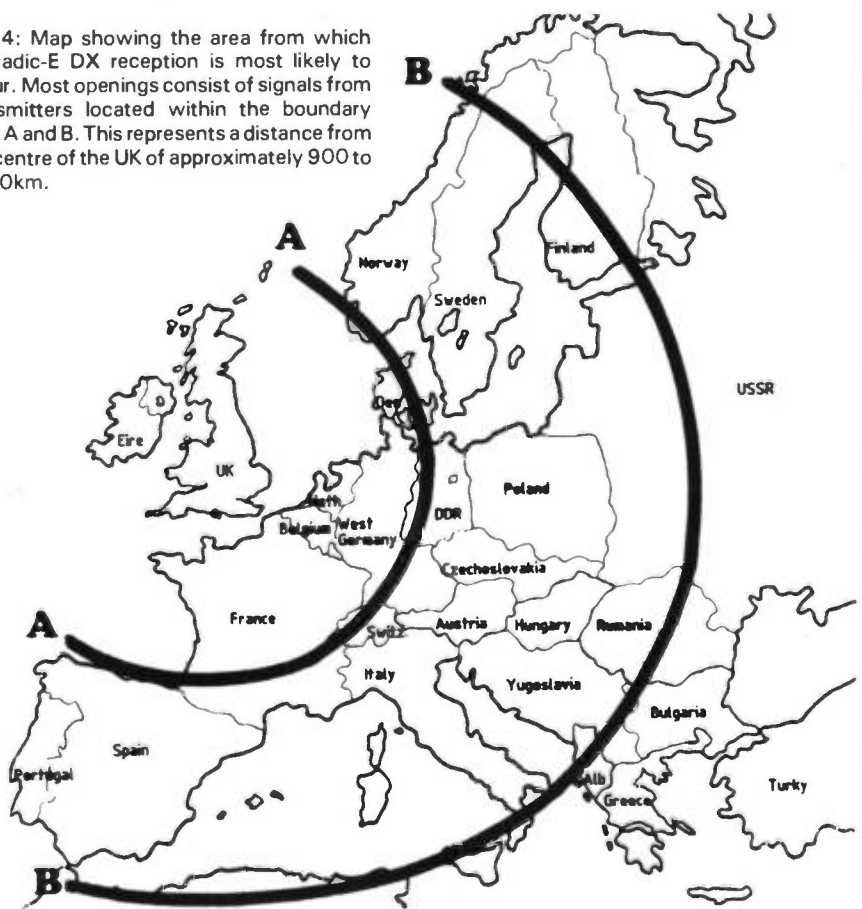 4: Map showing the area from which
adic-E DX reception is most likely to
ur. Most openings consist of signals from
smitters located within the boundary
A and B. This represents a distance from
centre of the UK of approximately 900 to
0km.
B
A
Norway
Finland
Sweden
USSR
Den
Eire
UK
Neth
Poland
DDR
Belgium
West
Germany
Czechoslovakia
France
Switz
Austria
Hungary
Rumania
A
Italy
Yugoslavia
Bulgaria
Spain
Portugal
Alb
Greece
Turky
B